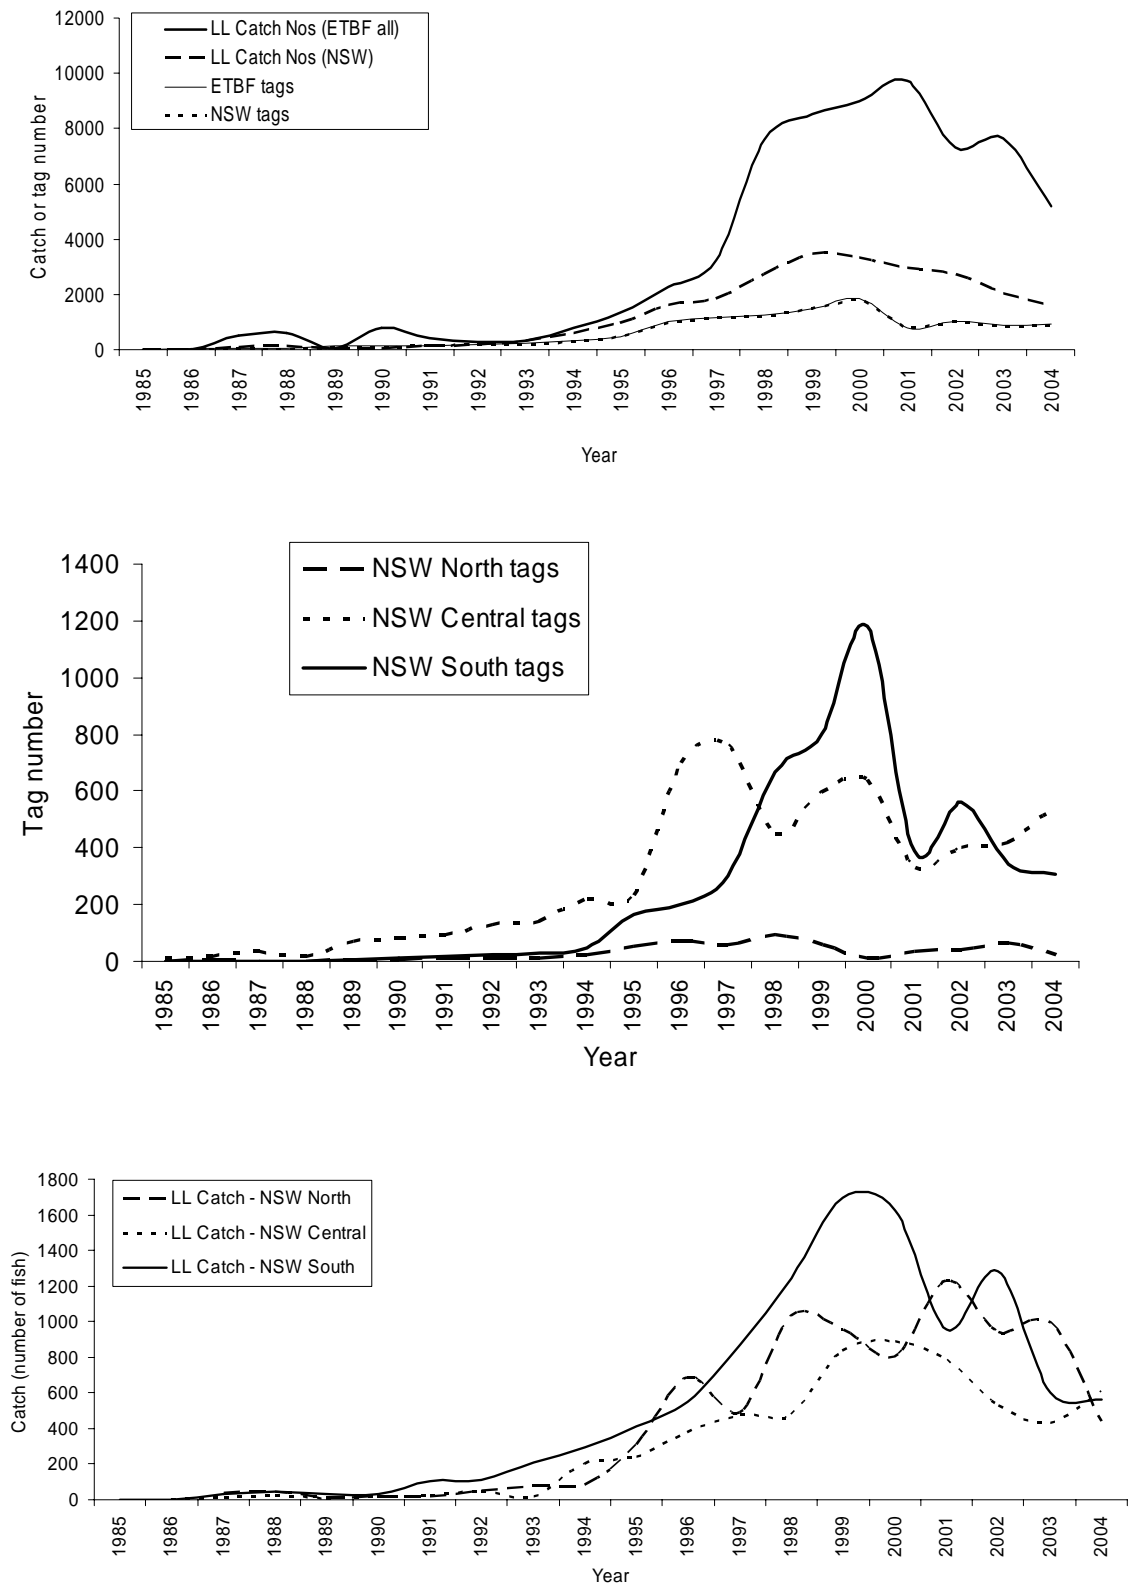 12000
10000
8000
6000
4000
2000
0
Catch or tag number
LL Catch Nos (ETBF all)
LL Catch Nos (NSW)
ETBF tags
NSW tags
1985 1986 1987 1988 1989 1990 1991 1992 1993 1994 1995 1996 1997 1998 1999 2000 2001 2002 2003 2004
Year
1400
1200
1000
800
600
400
200
0
Tag number
NSW North tags
NSW Central tags
NSW South tags
1985 1986 1987 1988 1989 1990 1991 1992 1993 1994 1995 1996 1997 1998 1999 2000 2001 2002 2003 2004
Year
1800
1600
1400
1200
1000
800
600
400
200
0
Catch (number of fish)
LL Catch - NSW North
LL Catch - NSW Central
LL Catch - NSW South
1985 1986 1987 1988 1989 1990 1991 1992 1993 1994 1995 1996 1997 1998 1999 2000 2001 2002 2003 2004
Year